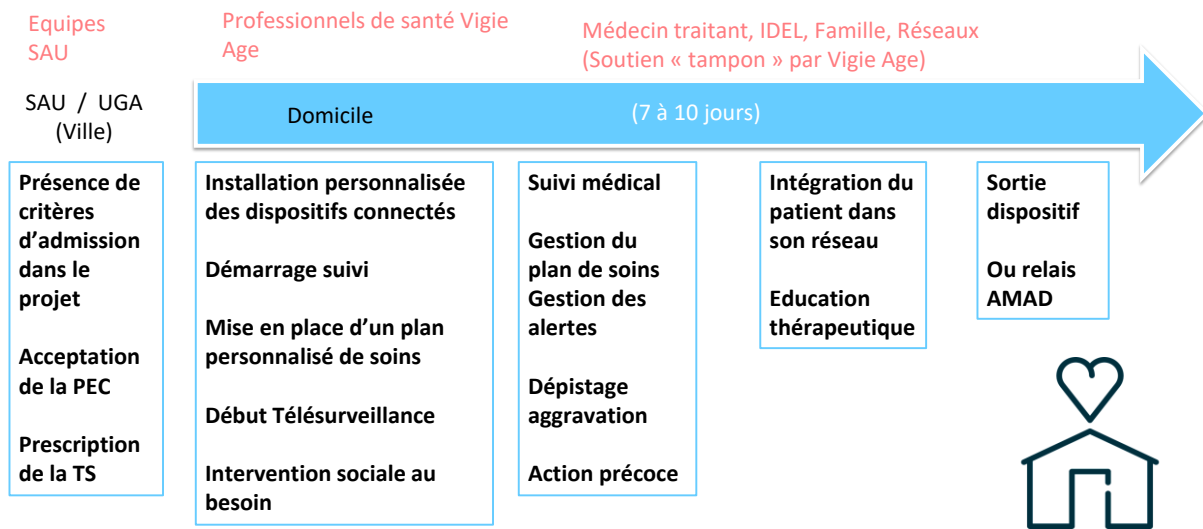 Equipes
SAU
Professionnels de santé Vigie
Age
Médecin traitant, IDEL, Famille, Réseaux
(Soutien « tampon » par Vigie Age)
SAU / UGA
(Ville)
Domicile
(7 à 10 jours)
Présence de
critères
d’admission
dans le
projet
Acceptation
de la PEC
Prescription
de la TS
Installation personnalisée
des dispositifs connectés
Démarrage suivi
Mise en place d’un plan
personnalisé de soins
Début Télésurveillance
Intervention sociale au
besoin
Suivi médical
Gestion du
plan de soins
Gestion des
alertes
Dépistage
aggravation
Action précoce
Intégration du
patient dans
son réseau
Education
thérapeutique
Sortie
dispositif
Ou relais
AMAD